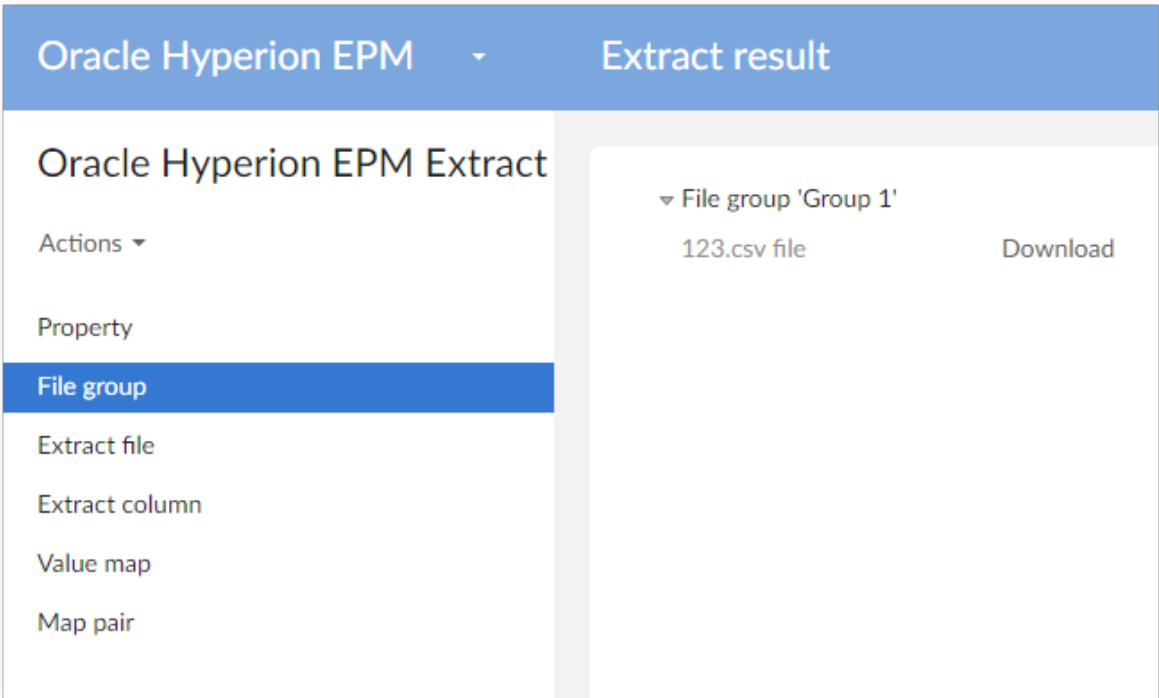 Oracle Hyperion EPM
Extract result
Oracle Hyperion EPM Extract
Actions
Property
File group
Extract file
Extract column
Value map
Map pair
File group 'Group 1'
123.csv file Download